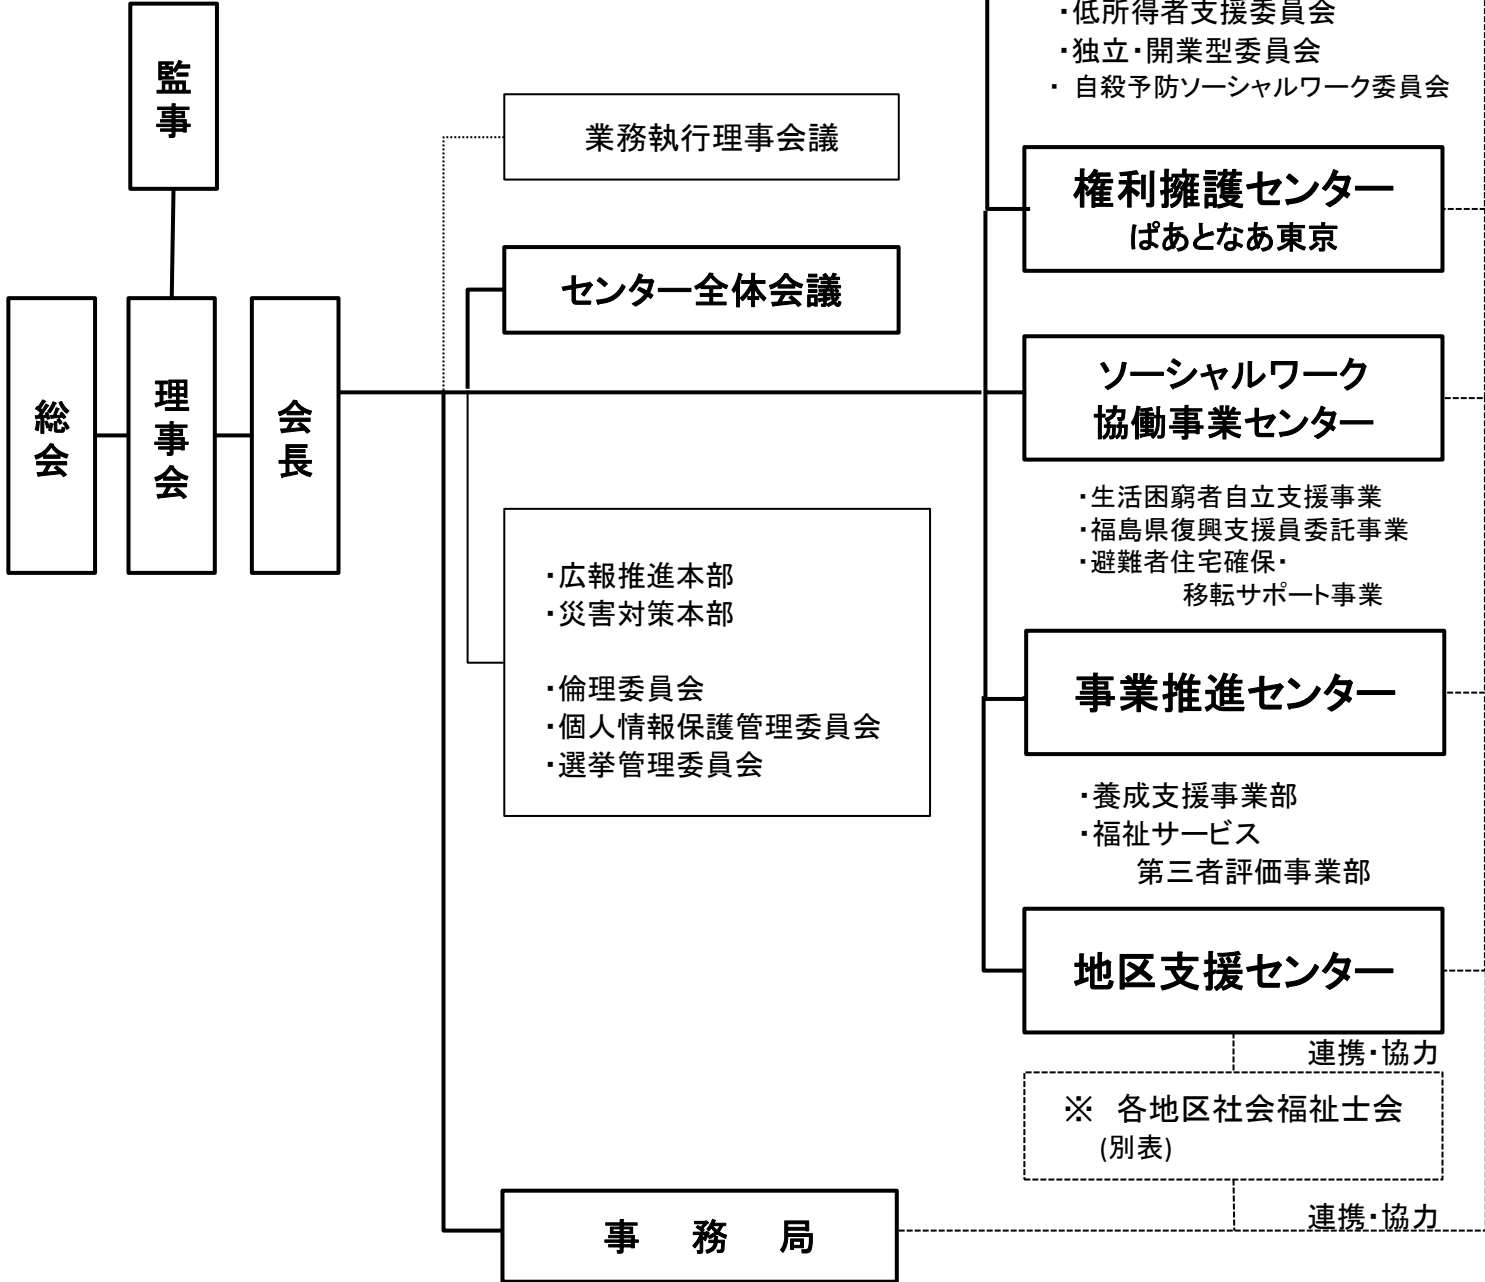 監事
総会
理事会
会長
業務執行理事会議
センター全体会議
・広報推進本部
・災害対策本部
・倫理委員会
・個人情報保護管理委員会
・選挙管理委員会
事　務　局
・低所得者支援委員会
・独立・開業型委員会
・ 自殺予防ソーシャルワーク委員会
権利擁護センター
ぱあとなあ東京
ソーシャルワーク
協働事業センター
・生活困窮者自立支援事業
・福島県復興支援員委託事業
・避難者住宅確保・
移転サポート事業
事業推進センター
・養成支援事業部
・福祉サービス
第三者評価事業部
地区支援センター
連携・協力
※　各地区社会福祉士会
(別表)
連携・協力